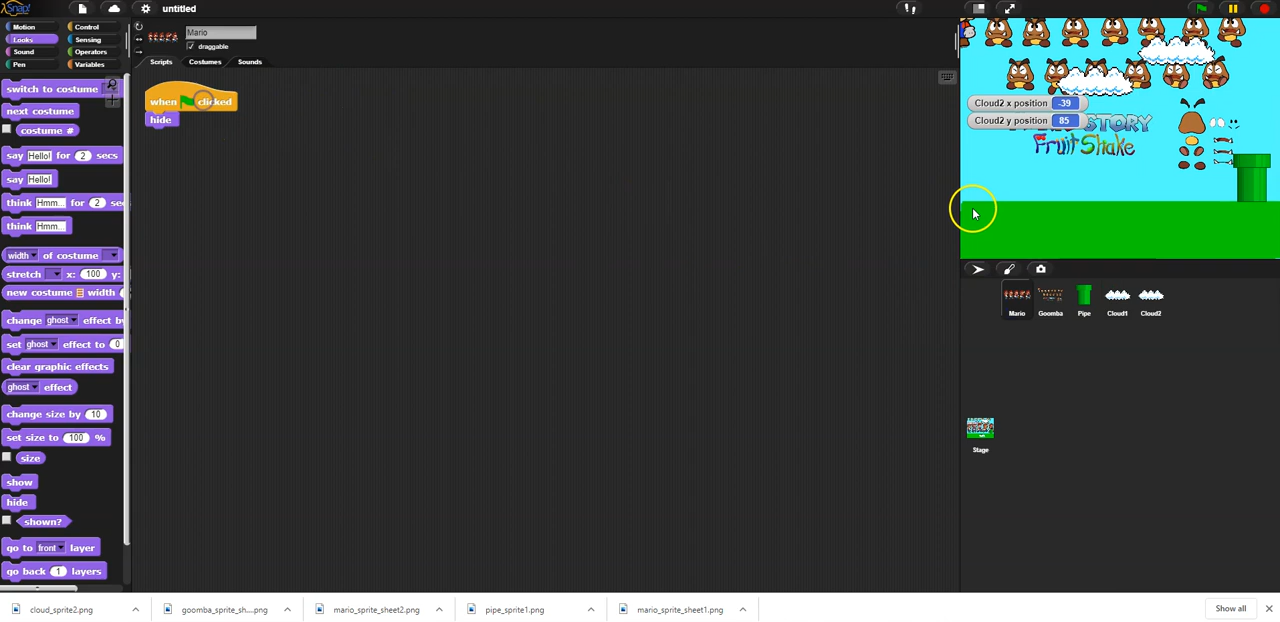 Snap!
untitled
Motion
Control
Looks
Sensing
Sound
Operators
Pen
Variables
Mario
draggable
Scripts
Costumes
Sounds
switch to costume
next costume
costume #
say Hello! for 2 secs
say Hello!
think Hmm... for 2 sec
think Hmm...
width of costume
stretch x: 100 y:
new costume width
change ghost effect by
set ghost effect to 0
clear graphic effects
ghost effect
change size by 10
set size to 100 %
size
show
hide
shown?
go to front layer
go back 1 layers
when clicked
hide
Cloud2 x position -39
Cloud2 y position 85
STORY
Fruit Shake
Mario
Goomba
Pipe
Cloud1
Cloud2
Stage
cloud_sprite2.png
goomba_sprite_sh....png
mario_sprite_sheet2.png
pipe_sprite1.png
mario_sprite_sheet1.png
Show all